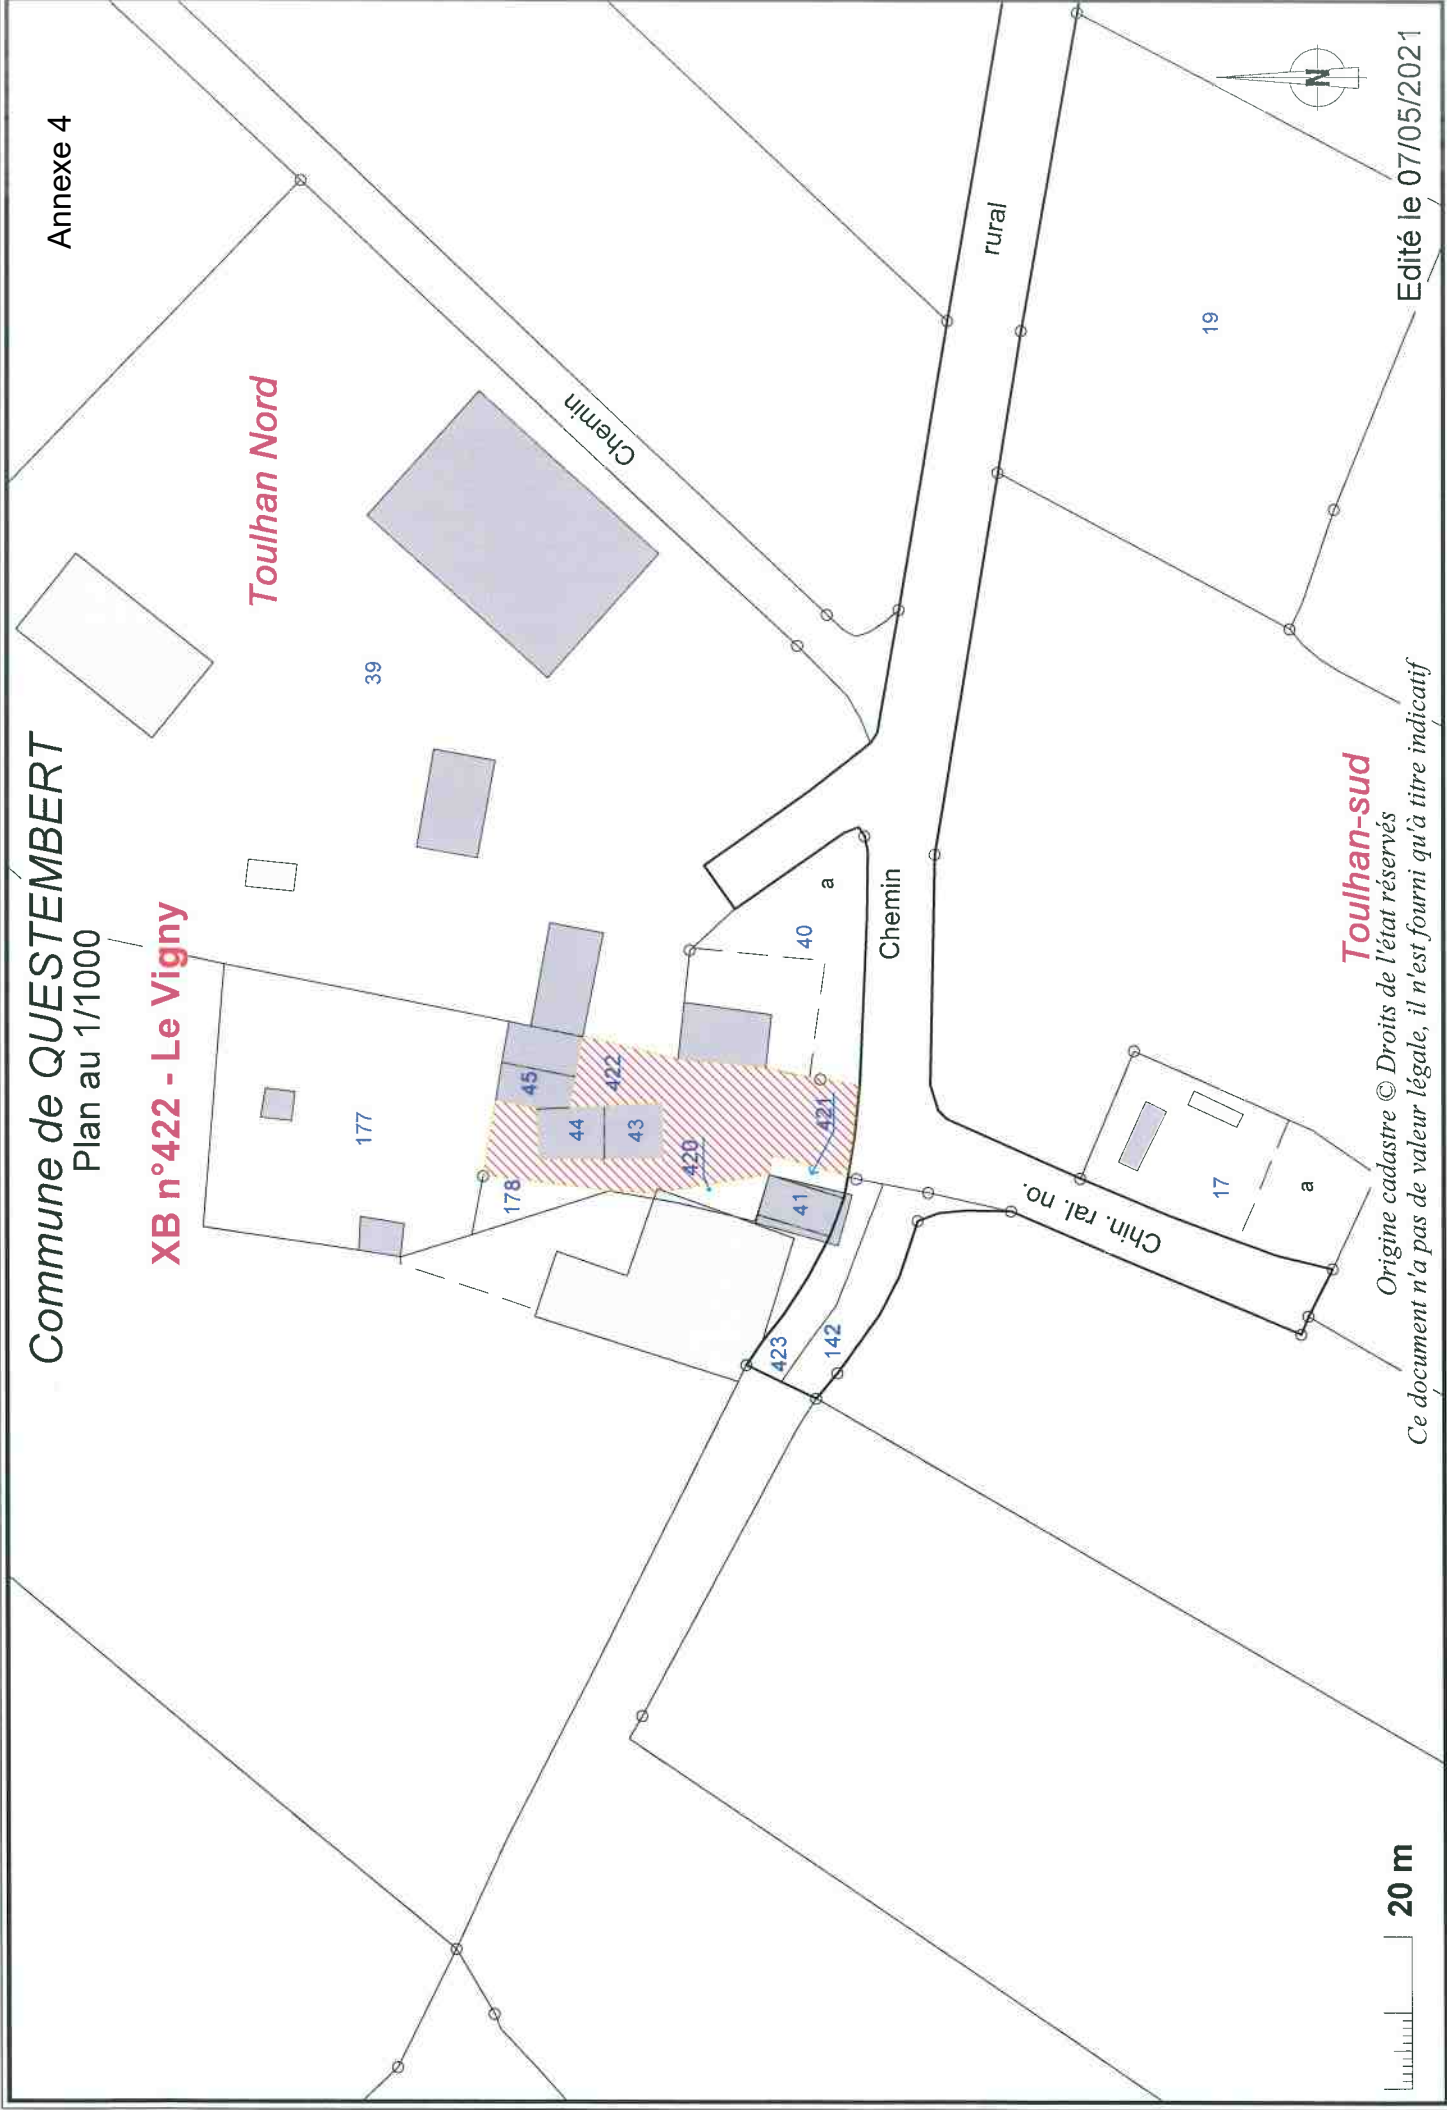 Annexe 4
Commune de QUESTEMBERT
Plan au 1/1000
XB n°422 - Le Vigny
Toulhan Nord
39
177
178
45
422
44
43
420
421
41
40
a
423
142
Chemin
Chemin
rural
19
Chin. ral. no.
17
a
Toulhan-sud
N
20 m
Origine cadastre © Droits de l'état réservés
Ce document n'a pas de valeur légale, il n'est fourni qu'à titre indicatif
Edité le 07/05/2021